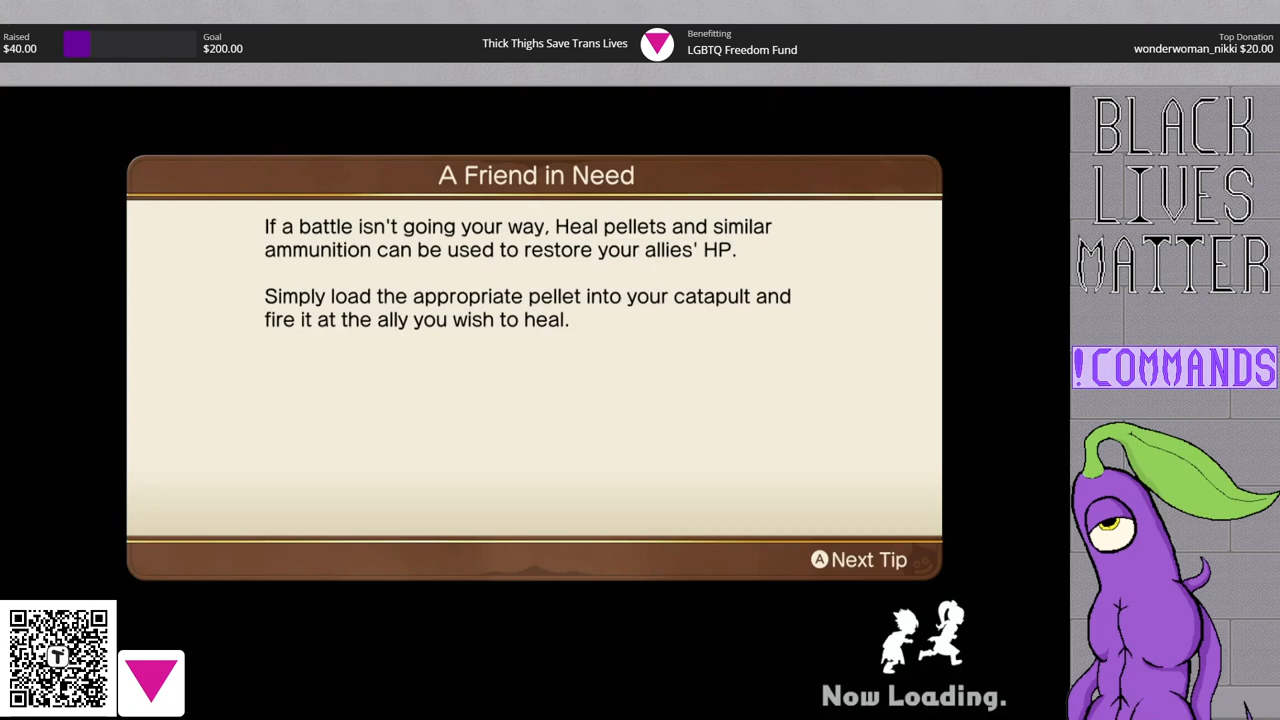 Raised
$40.00
Goal
$200.00
Thick Thighs Save Trans Lives
Benefitting
LGBTQ Freedom Fund
Top Donation
wonderwoman_nikki $20.00
A Friend in Need
If a battle isn't going your way, Heal pellets and similar
ammunition can be used to restore your allies' HP.
Simply load the appropriate pellet into your catapult and
fire it at the ally you wish to heal.
A Next Tip
Now Loading.
BLACK
LIVES
MATTER
!COMMANDS
T